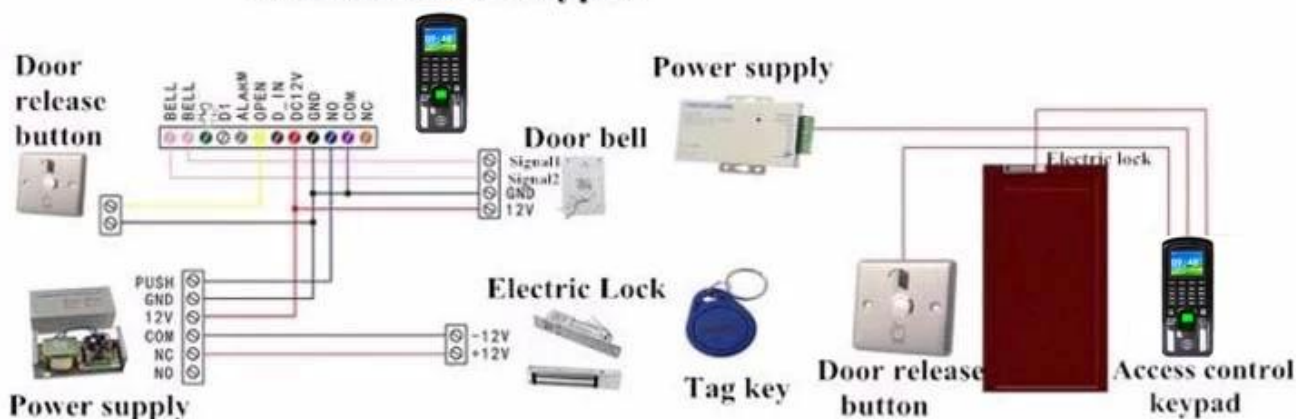 Door
release
button
BELL
BELL
D1
ALARM
OPEN
D_IN
DC12V
GND
NO
COM
NC
Door bell
Signal1
Signal2
GND
12V
PUSH
GND
12V
COM
NC
NO
Power supply
Electric Lock
-12V
+12V
Power supply
Electric lock
Tag key
Door release
button
Access control
keypad